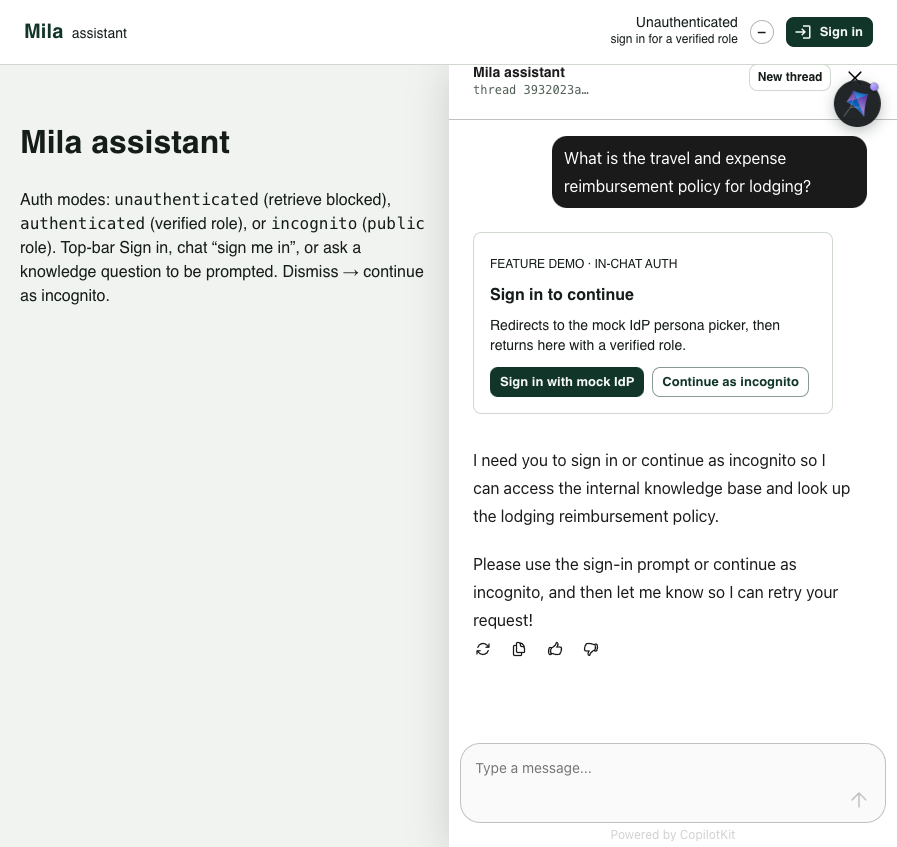 Mila assistant
Unauthenticated
sign in for a verified role
Sign in
Mila assistant
Auth modes: unauthenticated (retrieve blocked),
authenticated (verified role), or incognito (public
role). Top-bar Sign in, chat “sign me in”, or ask a
knowledge question to be prompted. Dismiss → continue
as incognito.
Mila assistant
thread 3932023a…
New thread
What is the travel and expense
reimbursement policy for lodging?
FEATURE DEMO · IN-CHAT AUTH
Sign in to continue
Redirects to the mock IdP persona picker, then
returns here with a verified role.
Sign in with mock IdP
Continue as incognito
I need you to sign in or continue as incognito so I
can access the internal knowledge base and look up
the lodging reimbursement policy.
Please use the sign-in prompt or continue as
incognito, and then let me know so I can retry your
request!
Type a message...
Powered by CopilotKit